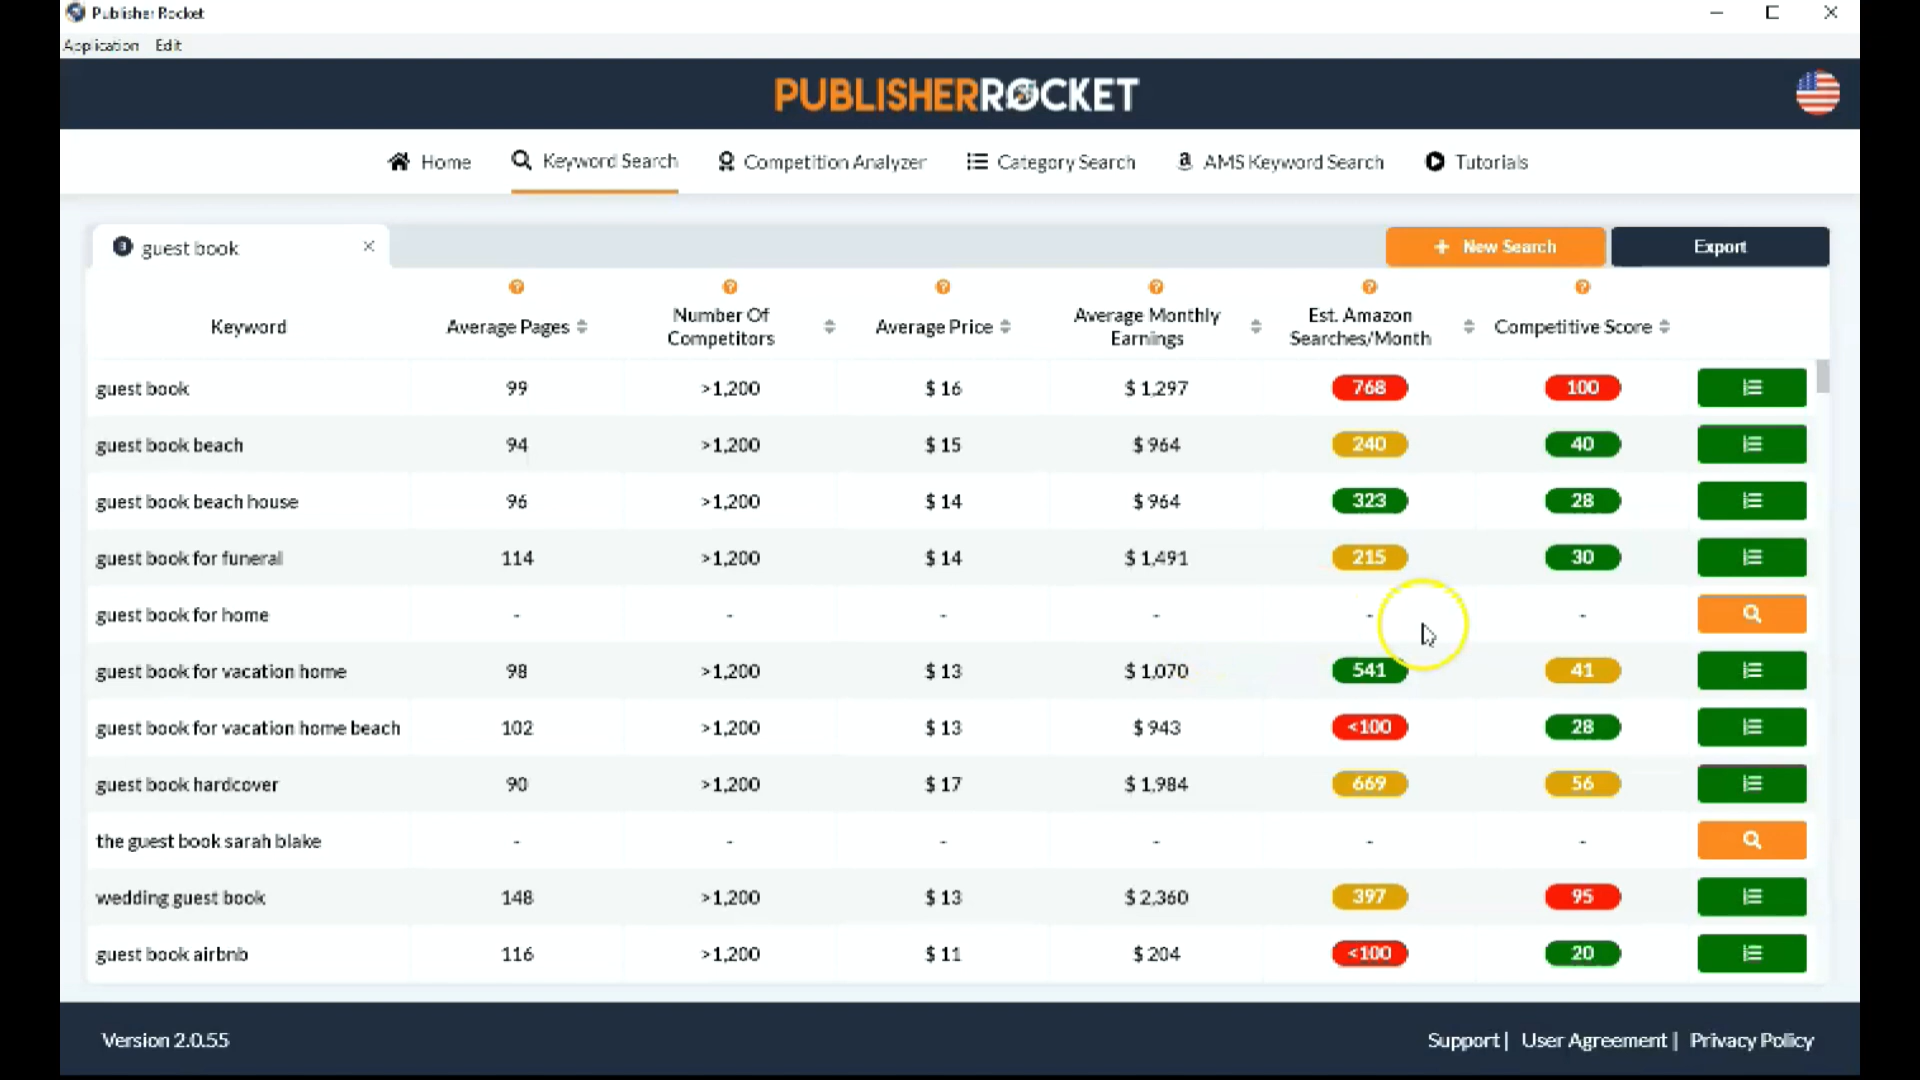 Publisher Rocket
Application Edit
PUBLISHERROCKET
Home Keyword Search Competition Analyzer Category Search AMS Keyword Search Tutorials
3 guest book New Search Export
Keyword Average Pages Number Of Competitors Average Price Average Monthly Earnings Est. Amazon Searches/Month Competitive Score
guest book 99 >1,200 $ 16 $ 1,297 768 100
guest book beach 94 >1,200 $ 15 $ 964 240 40
guest book beach house 96 >1,200 $ 14 $ 964 323 28
guest book for funeral 114 >1,200 $ 14 $ 1,491 215 30
guest book for home - - - - - -
guest book for vacation home 98 >1,200 $ 13 $ 1,070 541 41
guest book for vacation home beach 102 >1,200 $ 13 $ 943 <100 28
guest book hardcover 90 >1,200 $ 17 $ 1,984 669 56
the guest book sarah blake - - - - - -
wedding guest book 148 >1,200 $ 13 $ 2,360 397 95
guest book airbnb 116 >1,200 $ 11 $ 204 <100 20
Version 2.0.55 Support | User Agreement | Privacy Policy